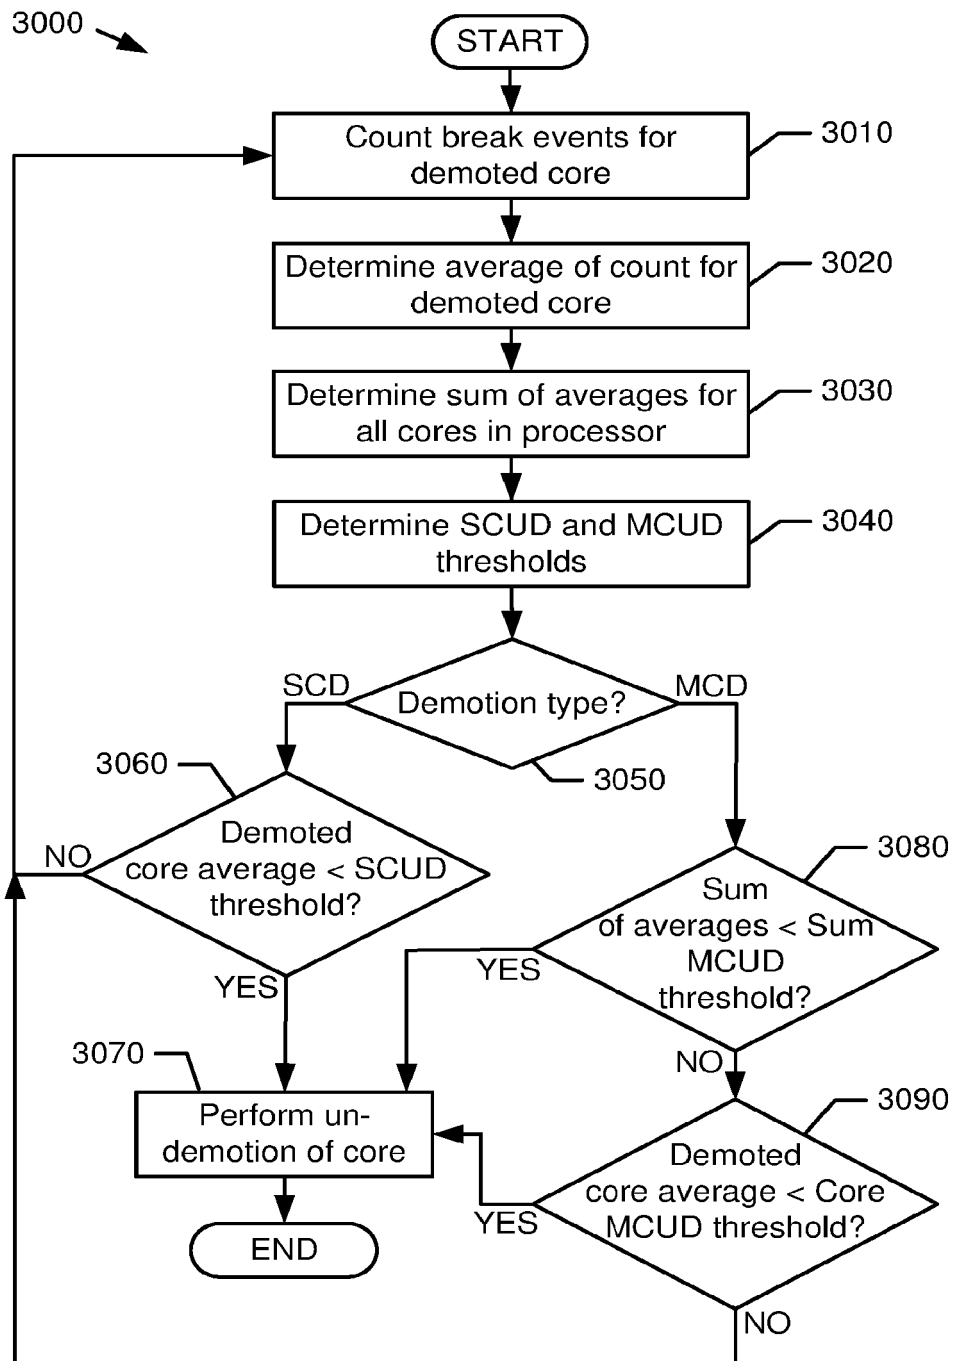 3000
START
Count break events for
demoted core
3010
Determine average of count for
demoted core
3020
Determine sum of averages for
all cores in processor
3030
Determine SCUD and MCUD
thresholds
3040
SCD
Demotion type?
MCD
3050
3060
Demoted
core average < SCUD
threshold?
NO
YES
3080
Sum
of averages < Sum
MCUD
threshold?
YES
NO
3070
Perform un-
demotion of core
3090
Demoted
core average < Core
MCUD threshold?
YES
NO
END